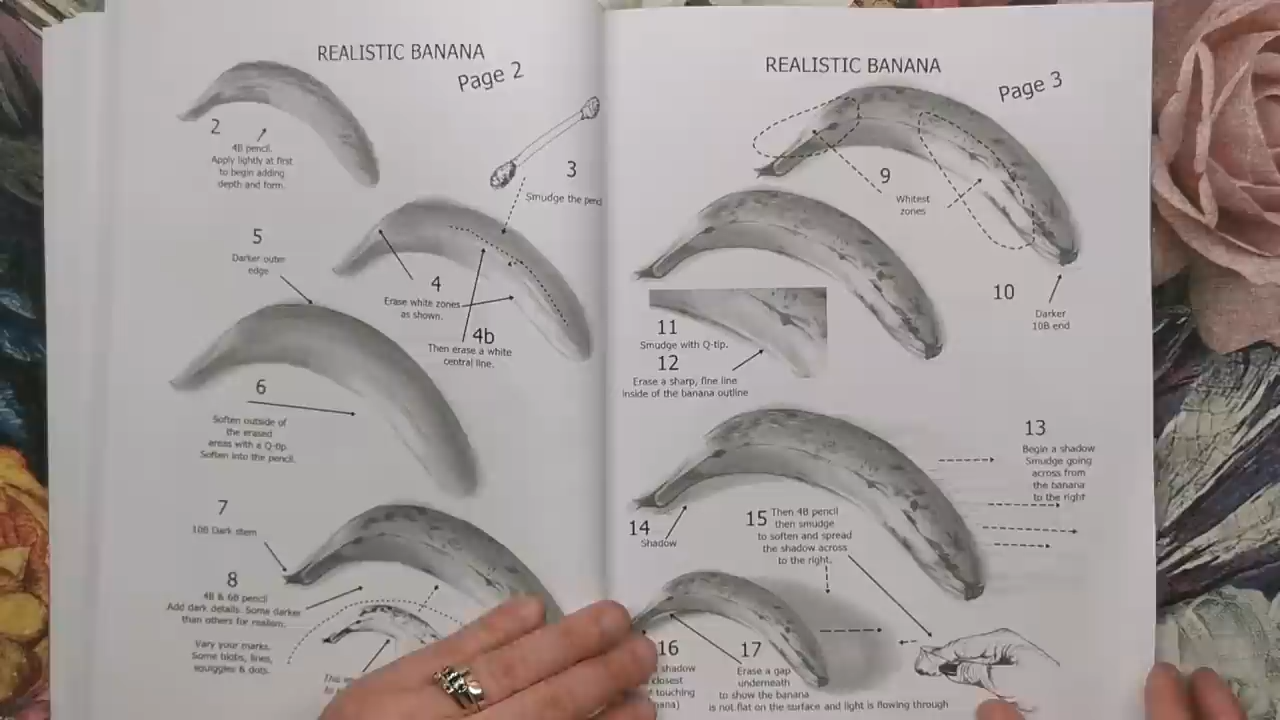 REALISTIC BANANA
Page 2
2
4B pencil.
Apply lightly at first
to begin adding
depth and form.
3
Smudge the
5
Darker outer
edge
4
Erase white zones
as shown.
4b
Then erase a white
central line.
6
Soften outside of
the erased
areas with a Q-tip.
Soften into the pencil.
7
10B Dark stem
8
4B & 6B pencil
Add dark details. Some darker
than others for realism.
Vary your marks.
Some blobs, lines,
squiggles & dots.
REALISTIC BANANA
Page 3
9
Whitest
zones
10
Darker
10B end
11
Smudge with Q-tip.
12
Erase a sharp, fine line
inside of the banana outline
13
Begin a shadow
Smudge going
across from
the banana
to the right
14
Shadow
15 Then 4B pencil
then smudge
to soften and spread
the shadow across
to the right.
16
shadow
closest
touching
17
Erase a gap
underneath
to show the banana
is not flat on the surface and light is flowing through